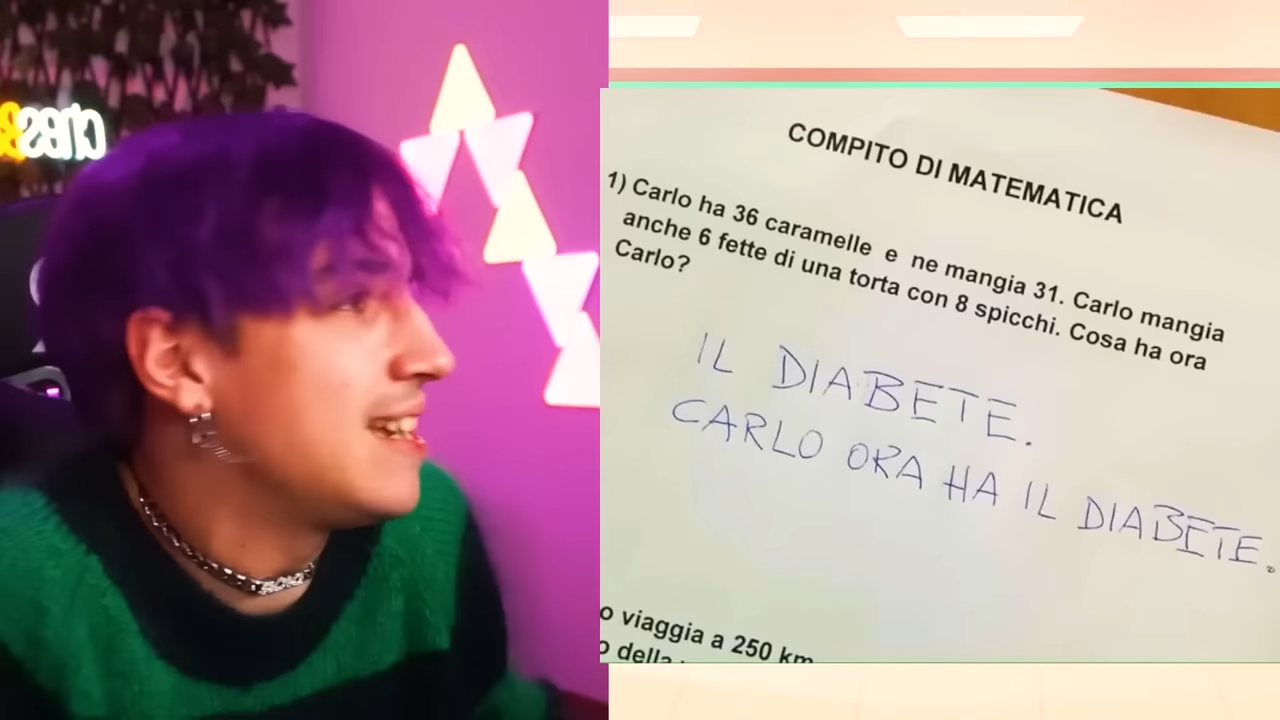 COMPITO DI MATEMATICA
1) Carlo ha 36 caramelle e ne mangia 31. Carlo mangia
anche 6 fette di una torta con 8 spicchi. Cosa ha ora
Carlo?
IL DIABETE.
CARLO ORA HA IL DIABETE.
o viaggia a 250 km
o della